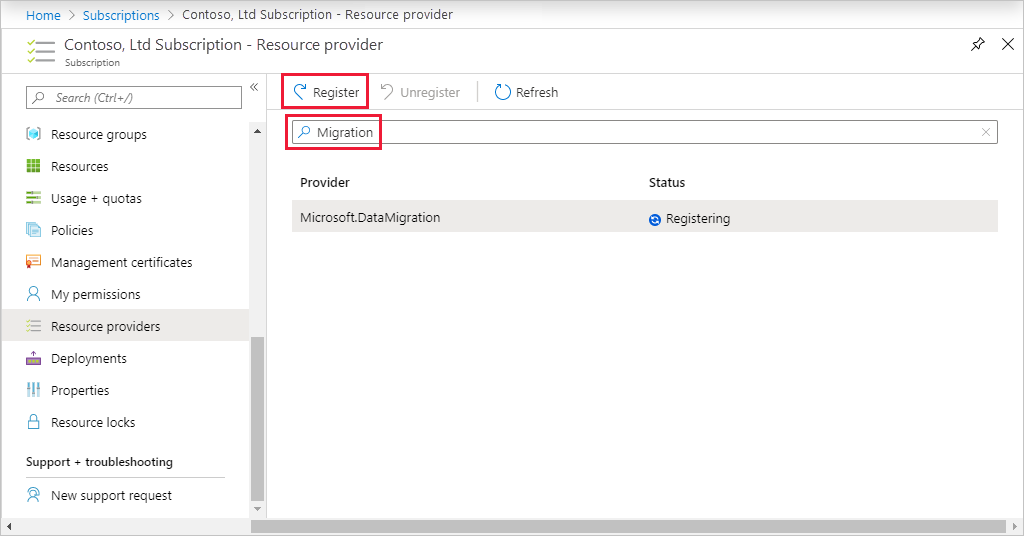 Home > Subscriptions > Contoso, Ltd Subscription - Resource provider
Contoso, Ltd Subscription - Resource provider
Subscription
Search (Ctrl+/)
Resource groups
Resources
Usage + quotas
Policies
Management certificates
My permissions
Resource providers
Deployments
Properties
Resource locks
Support + troubleshooting
New support request
Register Unregister Refresh
Migration
Provider Status
Microsoft.DataMigration Registering